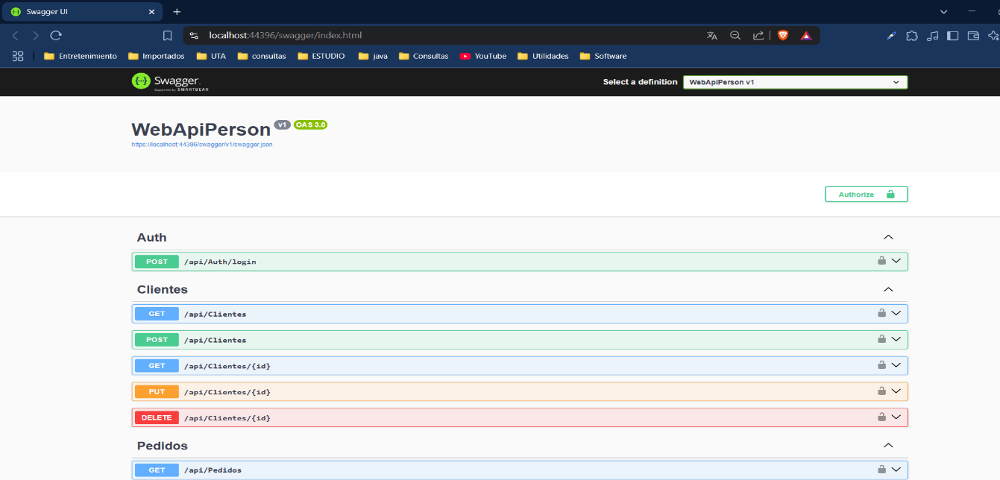 Swagger UI
localhost:44396/swagger/index.html
Entretenimiento Importados UTA consultas ESTUDIO java Consultas YouTube Utilidades Software
{··} Swagger. Select a definition WebApiPerson v1
Supported by SMARTBEAR
WebApiPerson v1 OAS 3.0
https://localhost:44396/swagger/v1/swagger.json
Authorize
Auth
POST /api/Auth/login
Clientes
GET /api/Clientes
POST /api/Clientes
GET /api/Clientes/{id}
PUT /api/Clientes/{id}
DELETE /api/Clientes/{id}
Pedidos
GET /api/Pedidos